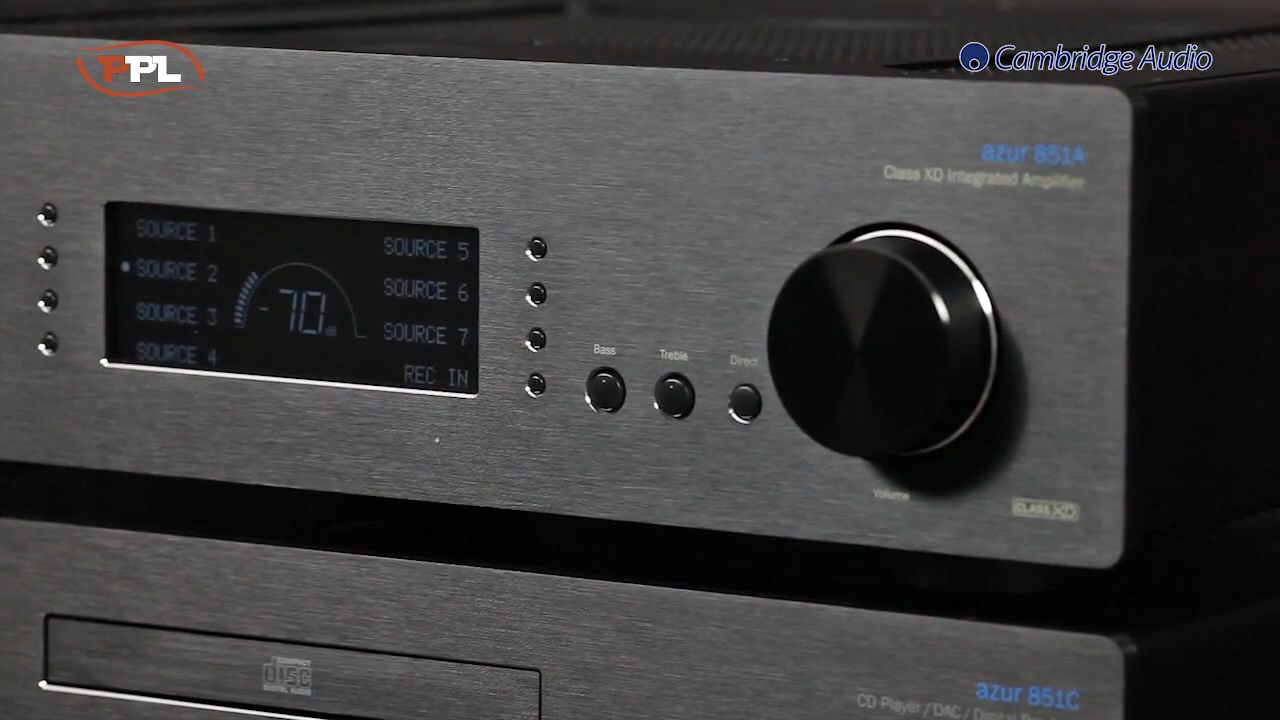 PPL
Cambridge Audio
azur 851A
Class XD Integrated Amplifier
SOURCE 1
SOURCE 2
SOURCE 3
SOURCE 4
-70 dB
SOURCE 5
SOURCE 6
SOURCE 7
REC IN
Bass
Treble
Direct
Volume
CLASS XD
COMPACT
DISC
DIGITAL AUDIO
azur 851C
CD Player / DAC / Digital